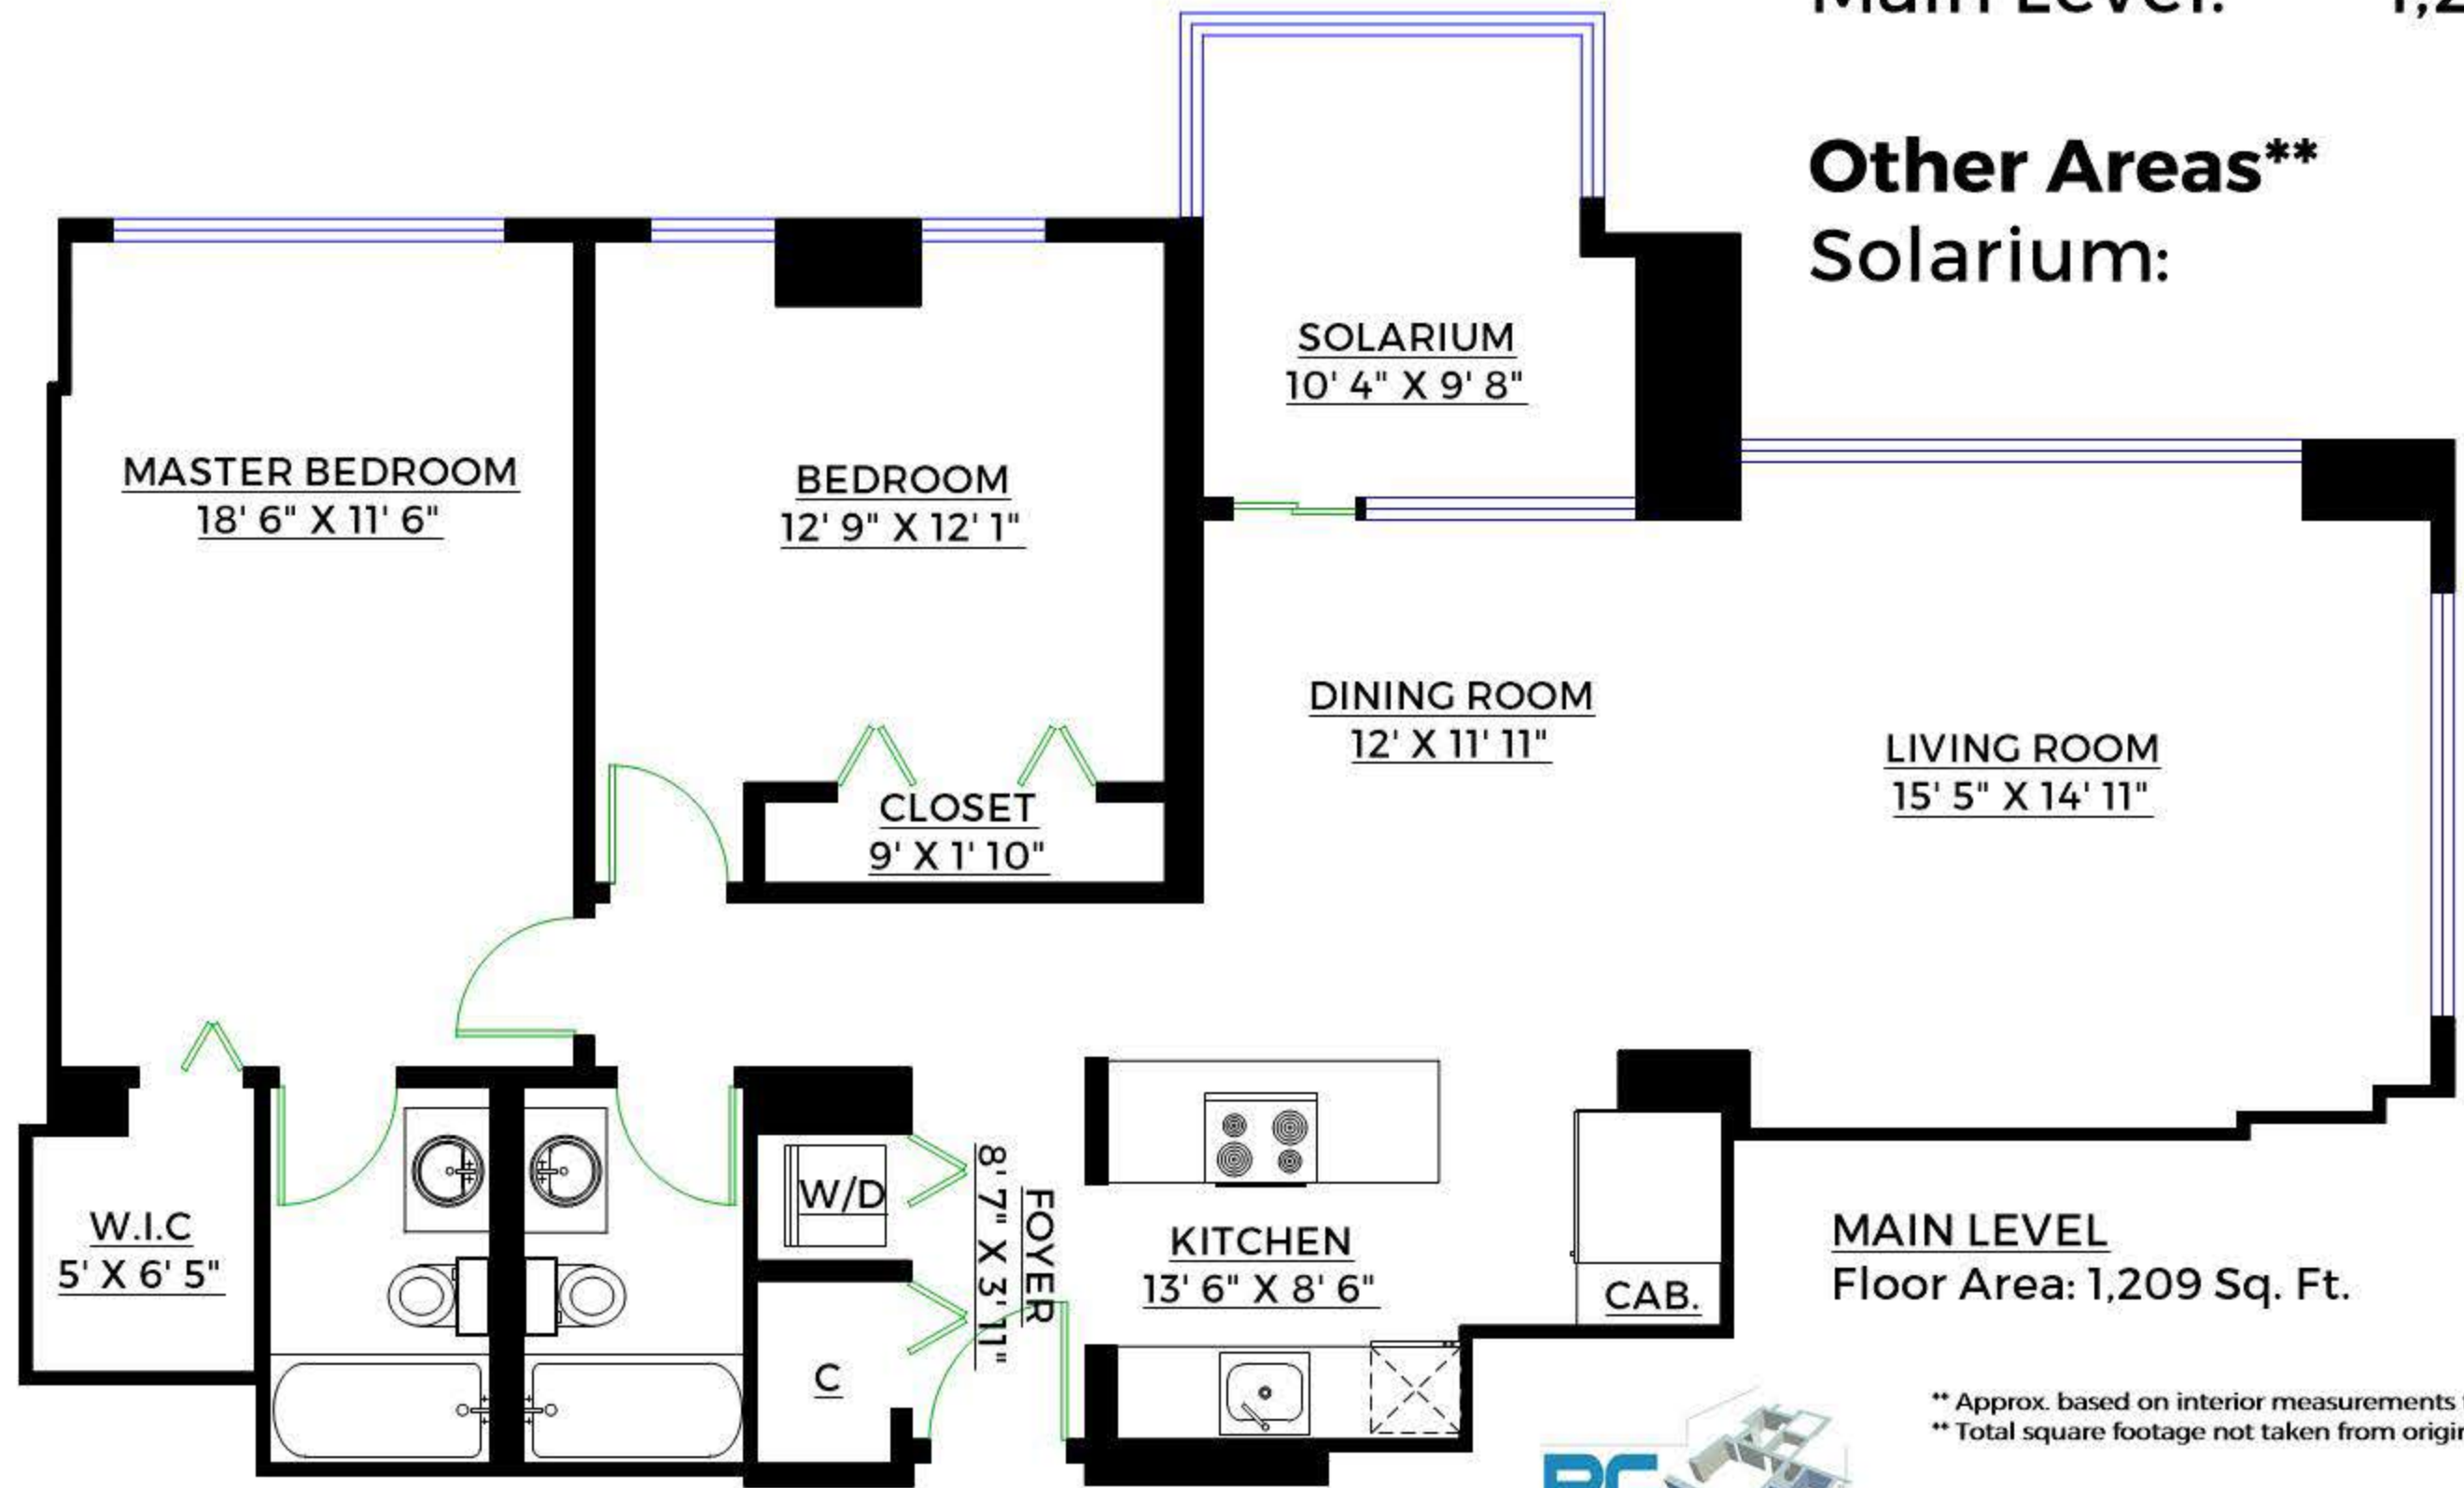 Main Level:
Other Areas**
Solarium:
SOLARIUM
10' 4" X 9' 8"
MASTER BEDROOM
18' 6" X 11' 6"
BEDROOM
12' 9" X 12' 1"
DINING ROOM
12' X 11' 11"
LIVING ROOM
15' 5" X 14' 11"
CLOSET
9' X 1' 10"
W/D
FOYER
8' 7" X 3' 11"
W.I.C
5' X 6' 5"
KITCHEN
13' 6" X 8' 6"
CAB.
C
MAIN LEVEL
Floor Area: 1,209 Sq. Ft.
** Approx. based on interior measurements
** Total square footage not taken from